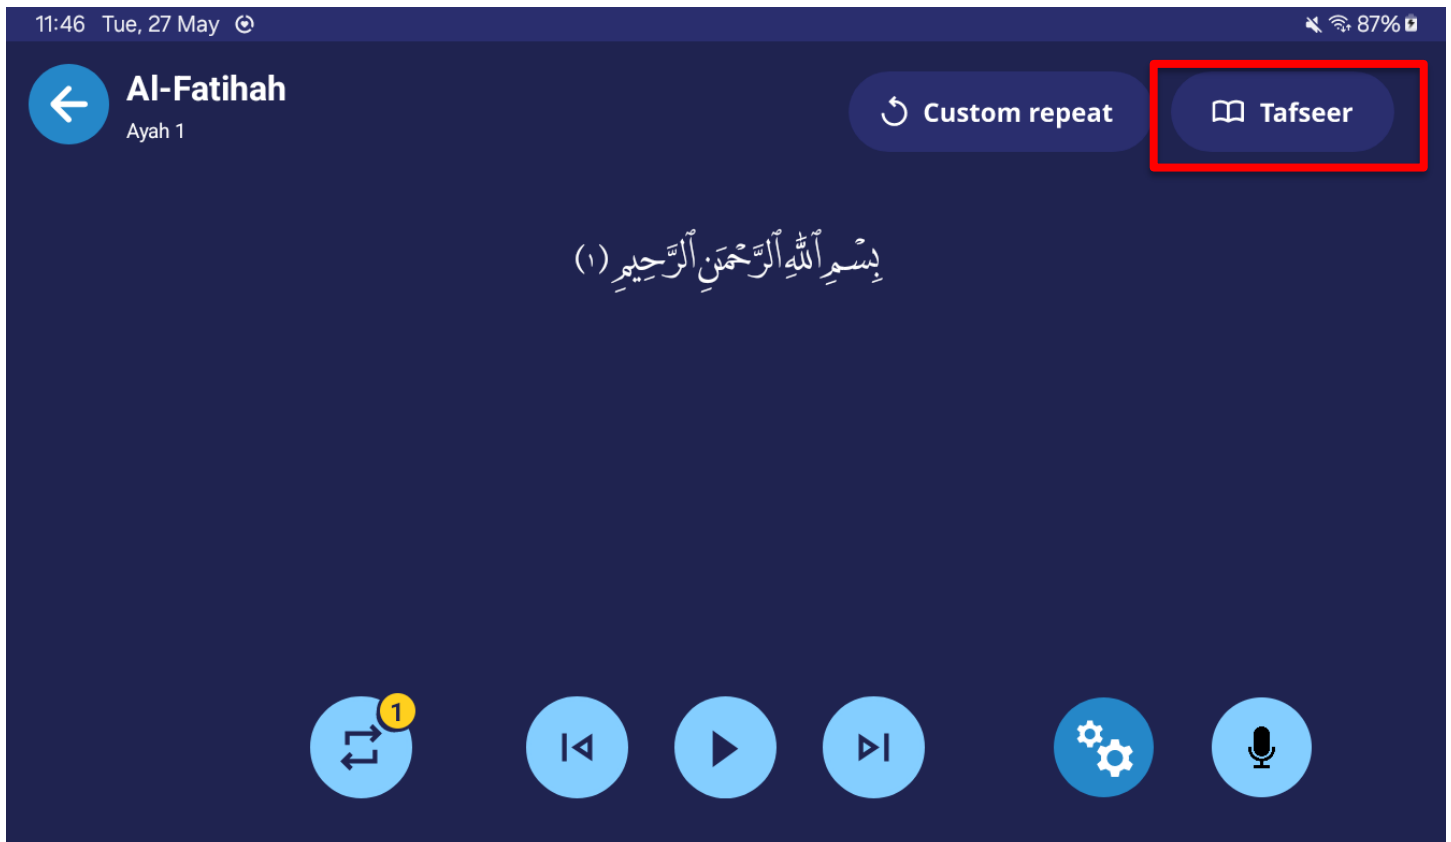 11:46 Tue, 27 May
87%
Al-Fatihah
Ayah 1
Custom repeat
Tafseer
بِسْمِ ٱللَّهِ ٱلرَّحْمَٰنِ ٱلرَّحِيمِ (١)
1